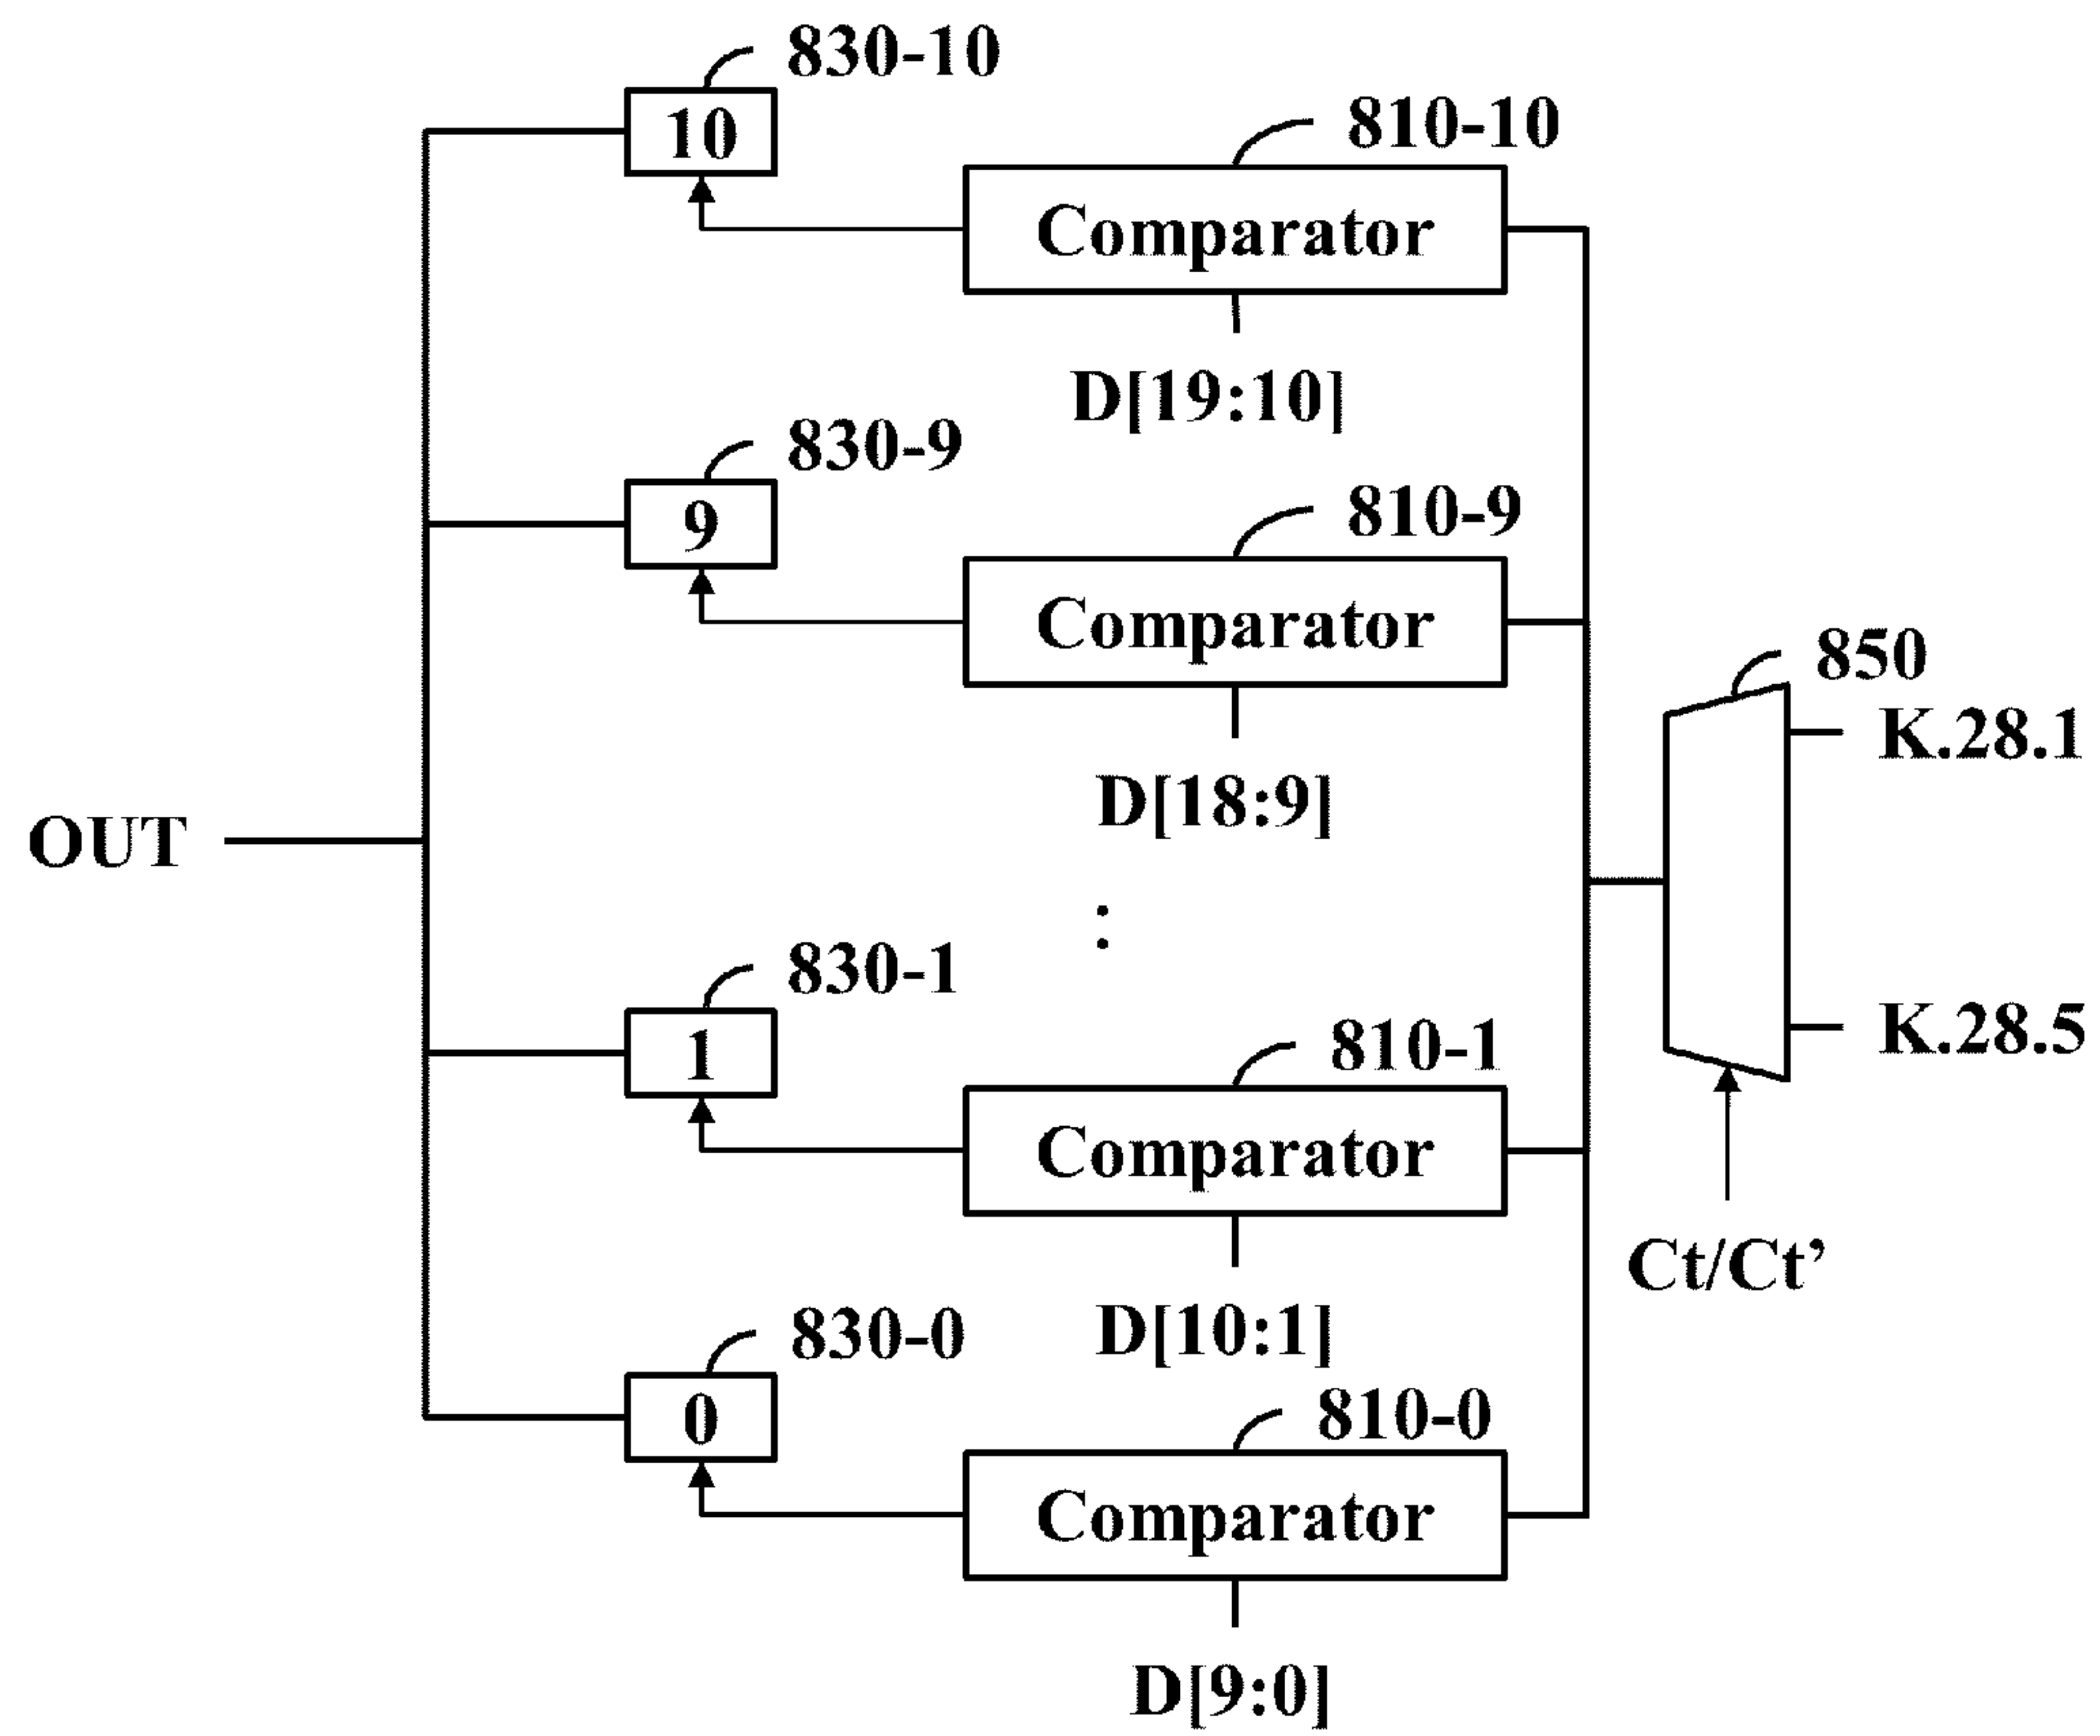 830-10
10
810-10
Comparator
D[19:10]
830-9
9
810-9
Comparator
D[18:9]
:
850
K.28.1
K.28.5
Ct/Ct’
OUT
830-1
1
810-1
Comparator
D[10:1]
830-0
0
810-0
Comparator
D[9:0]